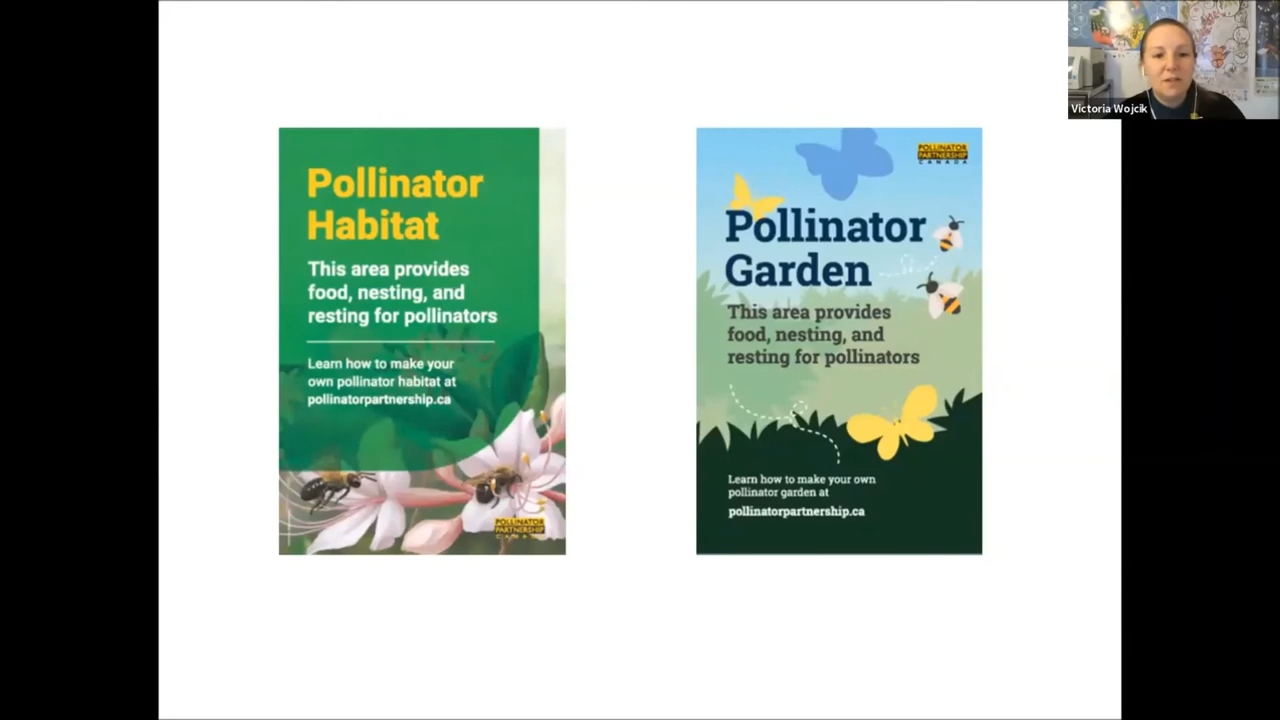 Pollinator
Habitat
This area provides
food, nesting, and
resting for pollinators
Learn how to make your
own pollinator habitat at
pollinatorpartnership.ca
POLLINATOR
PARTNERSHIP
CANADA
POLLINATOR
PARTNERSHIP
CANADA
Pollinator
Garden
This area provides
food, nesting, and
resting for pollinators
Learn how to make your own
pollinator garden at
pollinatorpartnership.ca
Victoria Wojcik